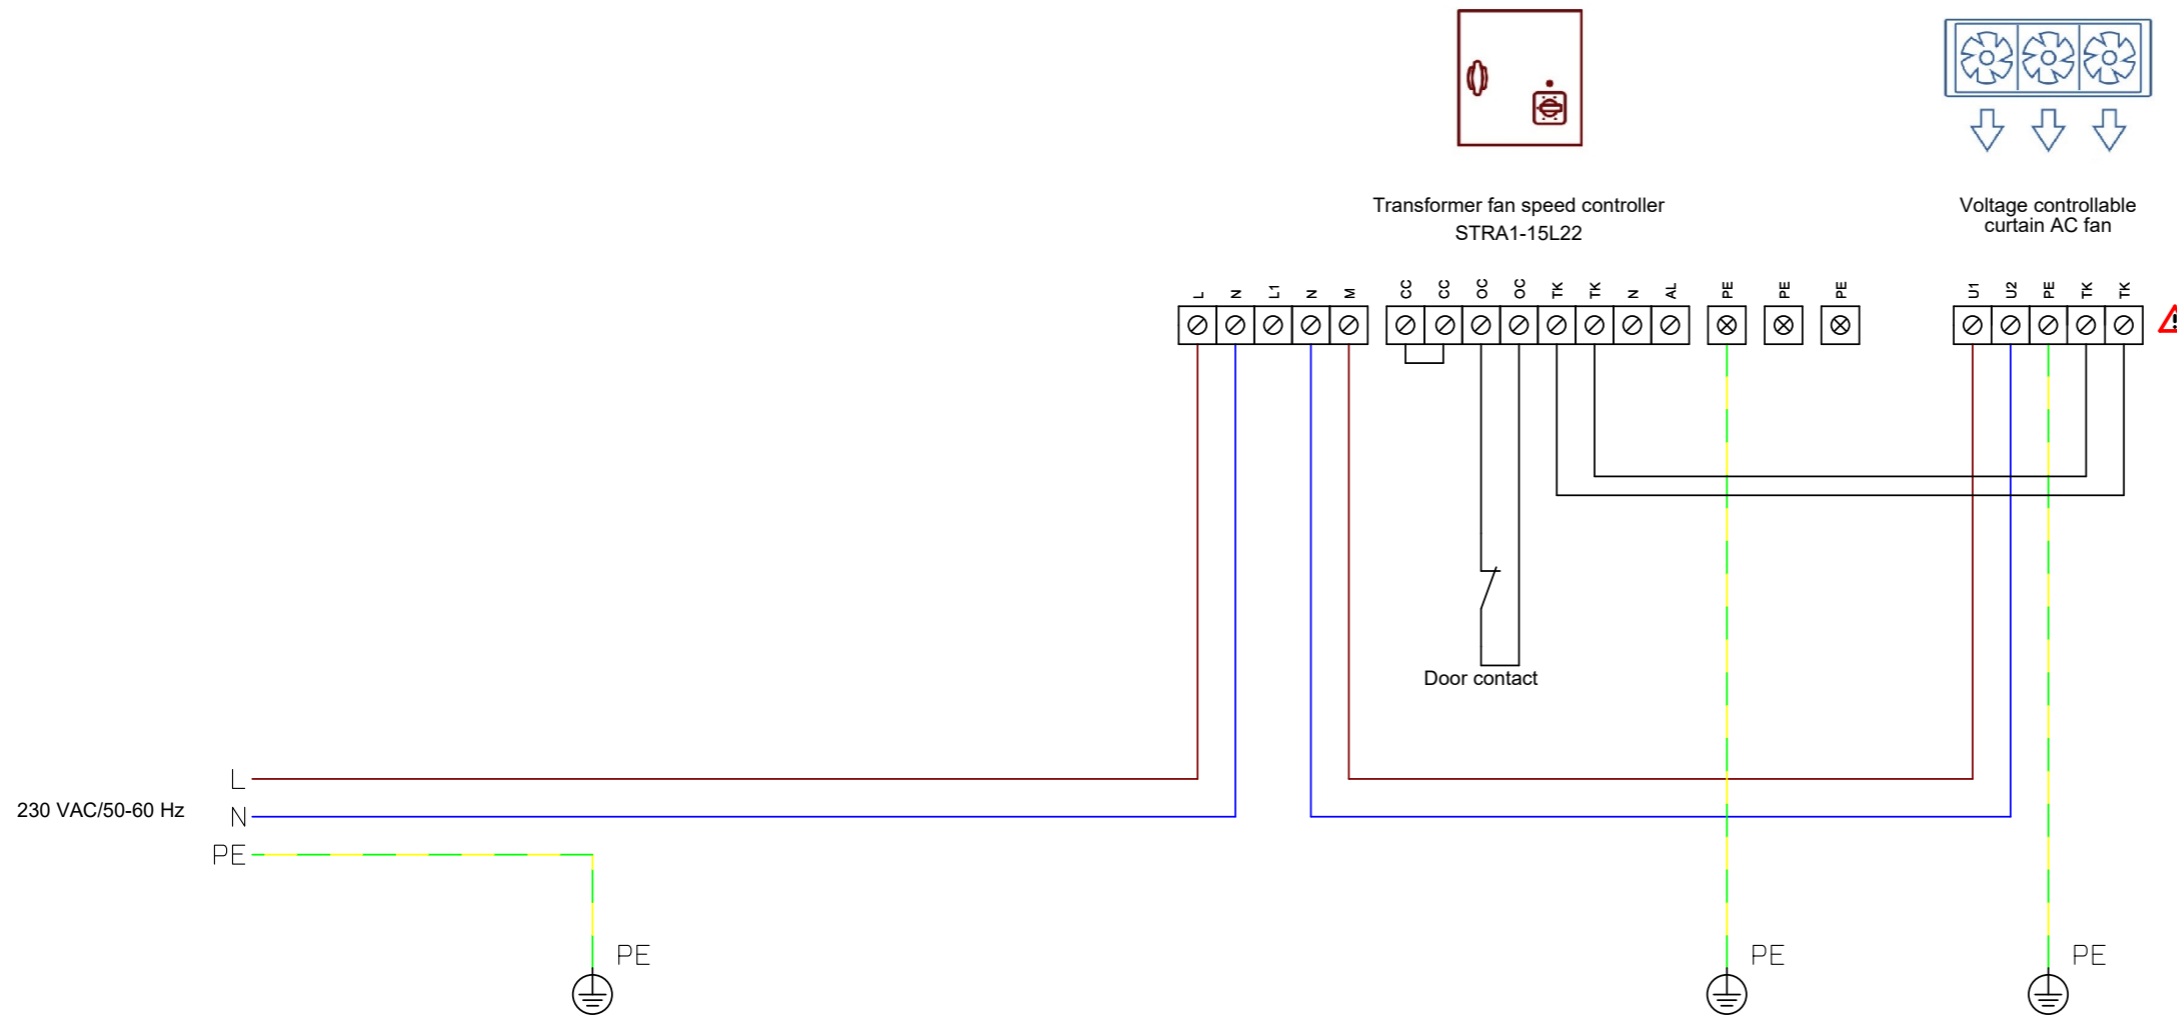 Transformer fan speed controller
STRA1-15L22
Voltage controllable
curtain AC fan
L N L1 N M CC CC OC OC TK TK N AL PE PE PE U1 U2 PE TK TK
Door contact
L
230 VAC/50-60 Hz N
PE
PE PE PE